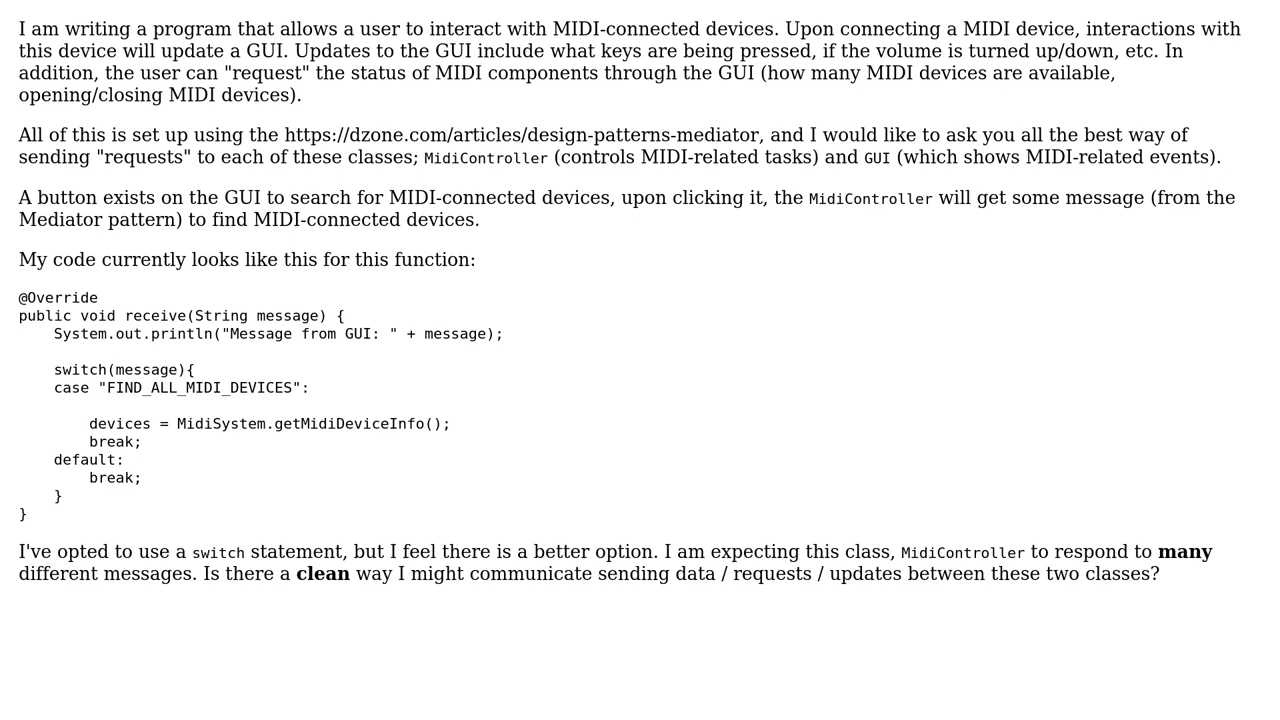 I am writing a program that allows a user to interact with MIDI-connected devices. Upon connecting a MIDI device, interactions with
this device will update a GUI. Updates to the GUI include what keys are being pressed, if the volume is turned up/down, etc. In
addition, the user can "request" the status of MIDI components through the GUI (how many MIDI devices are available,
opening/closing MIDI devices).
All of this is set up using the https://dzone.com/articles/design-patterns-mediator, and I would like to ask you all the best way of
sending "requests" to each of these classes; MidiController (controls MIDI-related tasks) and GUI (which shows MIDI-related events).
A button exists on the GUI to search for MIDI-connected devices, upon clicking it, the MidiController will get some message (from the
Mediator pattern) to find MIDI-connected devices.
My code currently looks like this for this function:
@Override
public void receive(String message) {
    System.out.println("Message from GUI: " + message);
    switch(message){
    case "FIND_ALL_MIDI_DEVICES":
        devices = MidiSystem.getMidiDeviceInfo();
        break;
    default:
        break;
    }
}
I've opted to use a switch statement, but I feel there is a better option. I am expecting this class, MidiController to respond to many
different messages. Is there a clean way I might communicate sending data / requests / updates between these two classes?